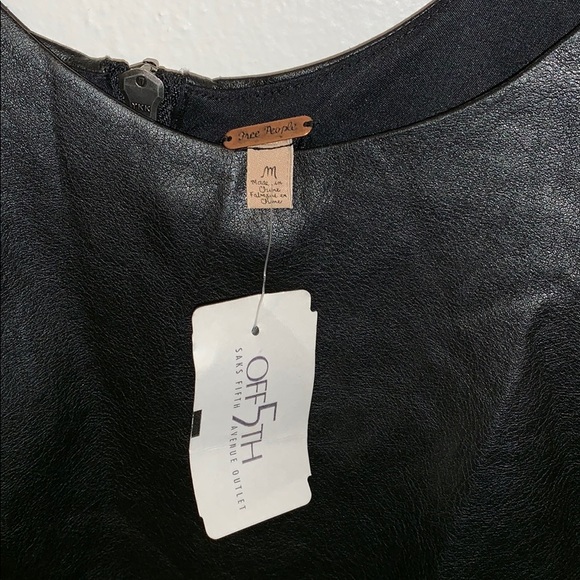 free People
M
made in
China
Fabriqué en
Chine
OFF 5TH
SAKS FIFTH AVENUE OUTLET